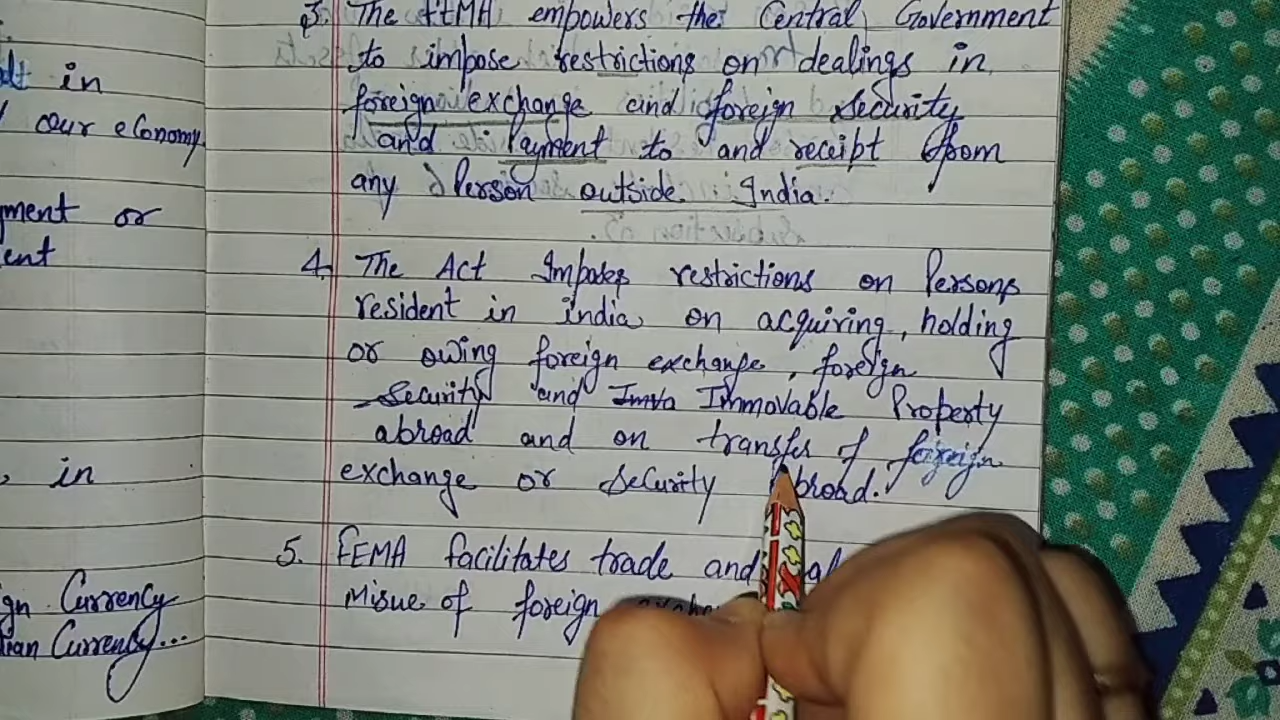 in
our economy
ment or
ent
, in
gn Currency
ian Currency...
3. The FEMA empowers the Central Government
to impose restrictions on dealings in
foreign exchange and foreign security
and Payment to and receipt from
any Person outside India.
4. The Act Imposes restrictions on Persons
resident in india on acquiring, holding
or owing foreign exchange, foreign
security and Imva Immovable Property
abroad and on transfer of foreign
exchange or security abroad.
5. FEMA facilitates trade and
Misue of foreign